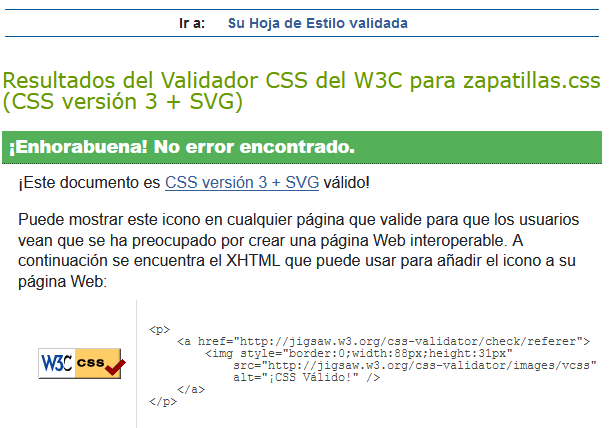 Ir a: Su Hoja de Estilo validada
Resultados del Validador CSS del W3C para zapatillas.css
(CSS versión 3 + SVG)
¡Enhorabuena! No error encontrado.
¡Este documento es CSS versión 3 + SVG válido!
Puede mostrar este icono en cualquier página que valide para que los usuarios
vean que se ha preocupado por crear una página Web interoperable. A
continuación se encuentra el XHTML que puede usar para añadir el icono a su
página Web:
W3C css
<p>
<a href="http://jigsaw.w3.org/css-validator/check/referer">
<img style="border:0;width:88px;height:31px"
src="http://jigsaw.w3.org/css-validator/images/vcss"
alt="¡CSS Válido!" />
</a>
</p>